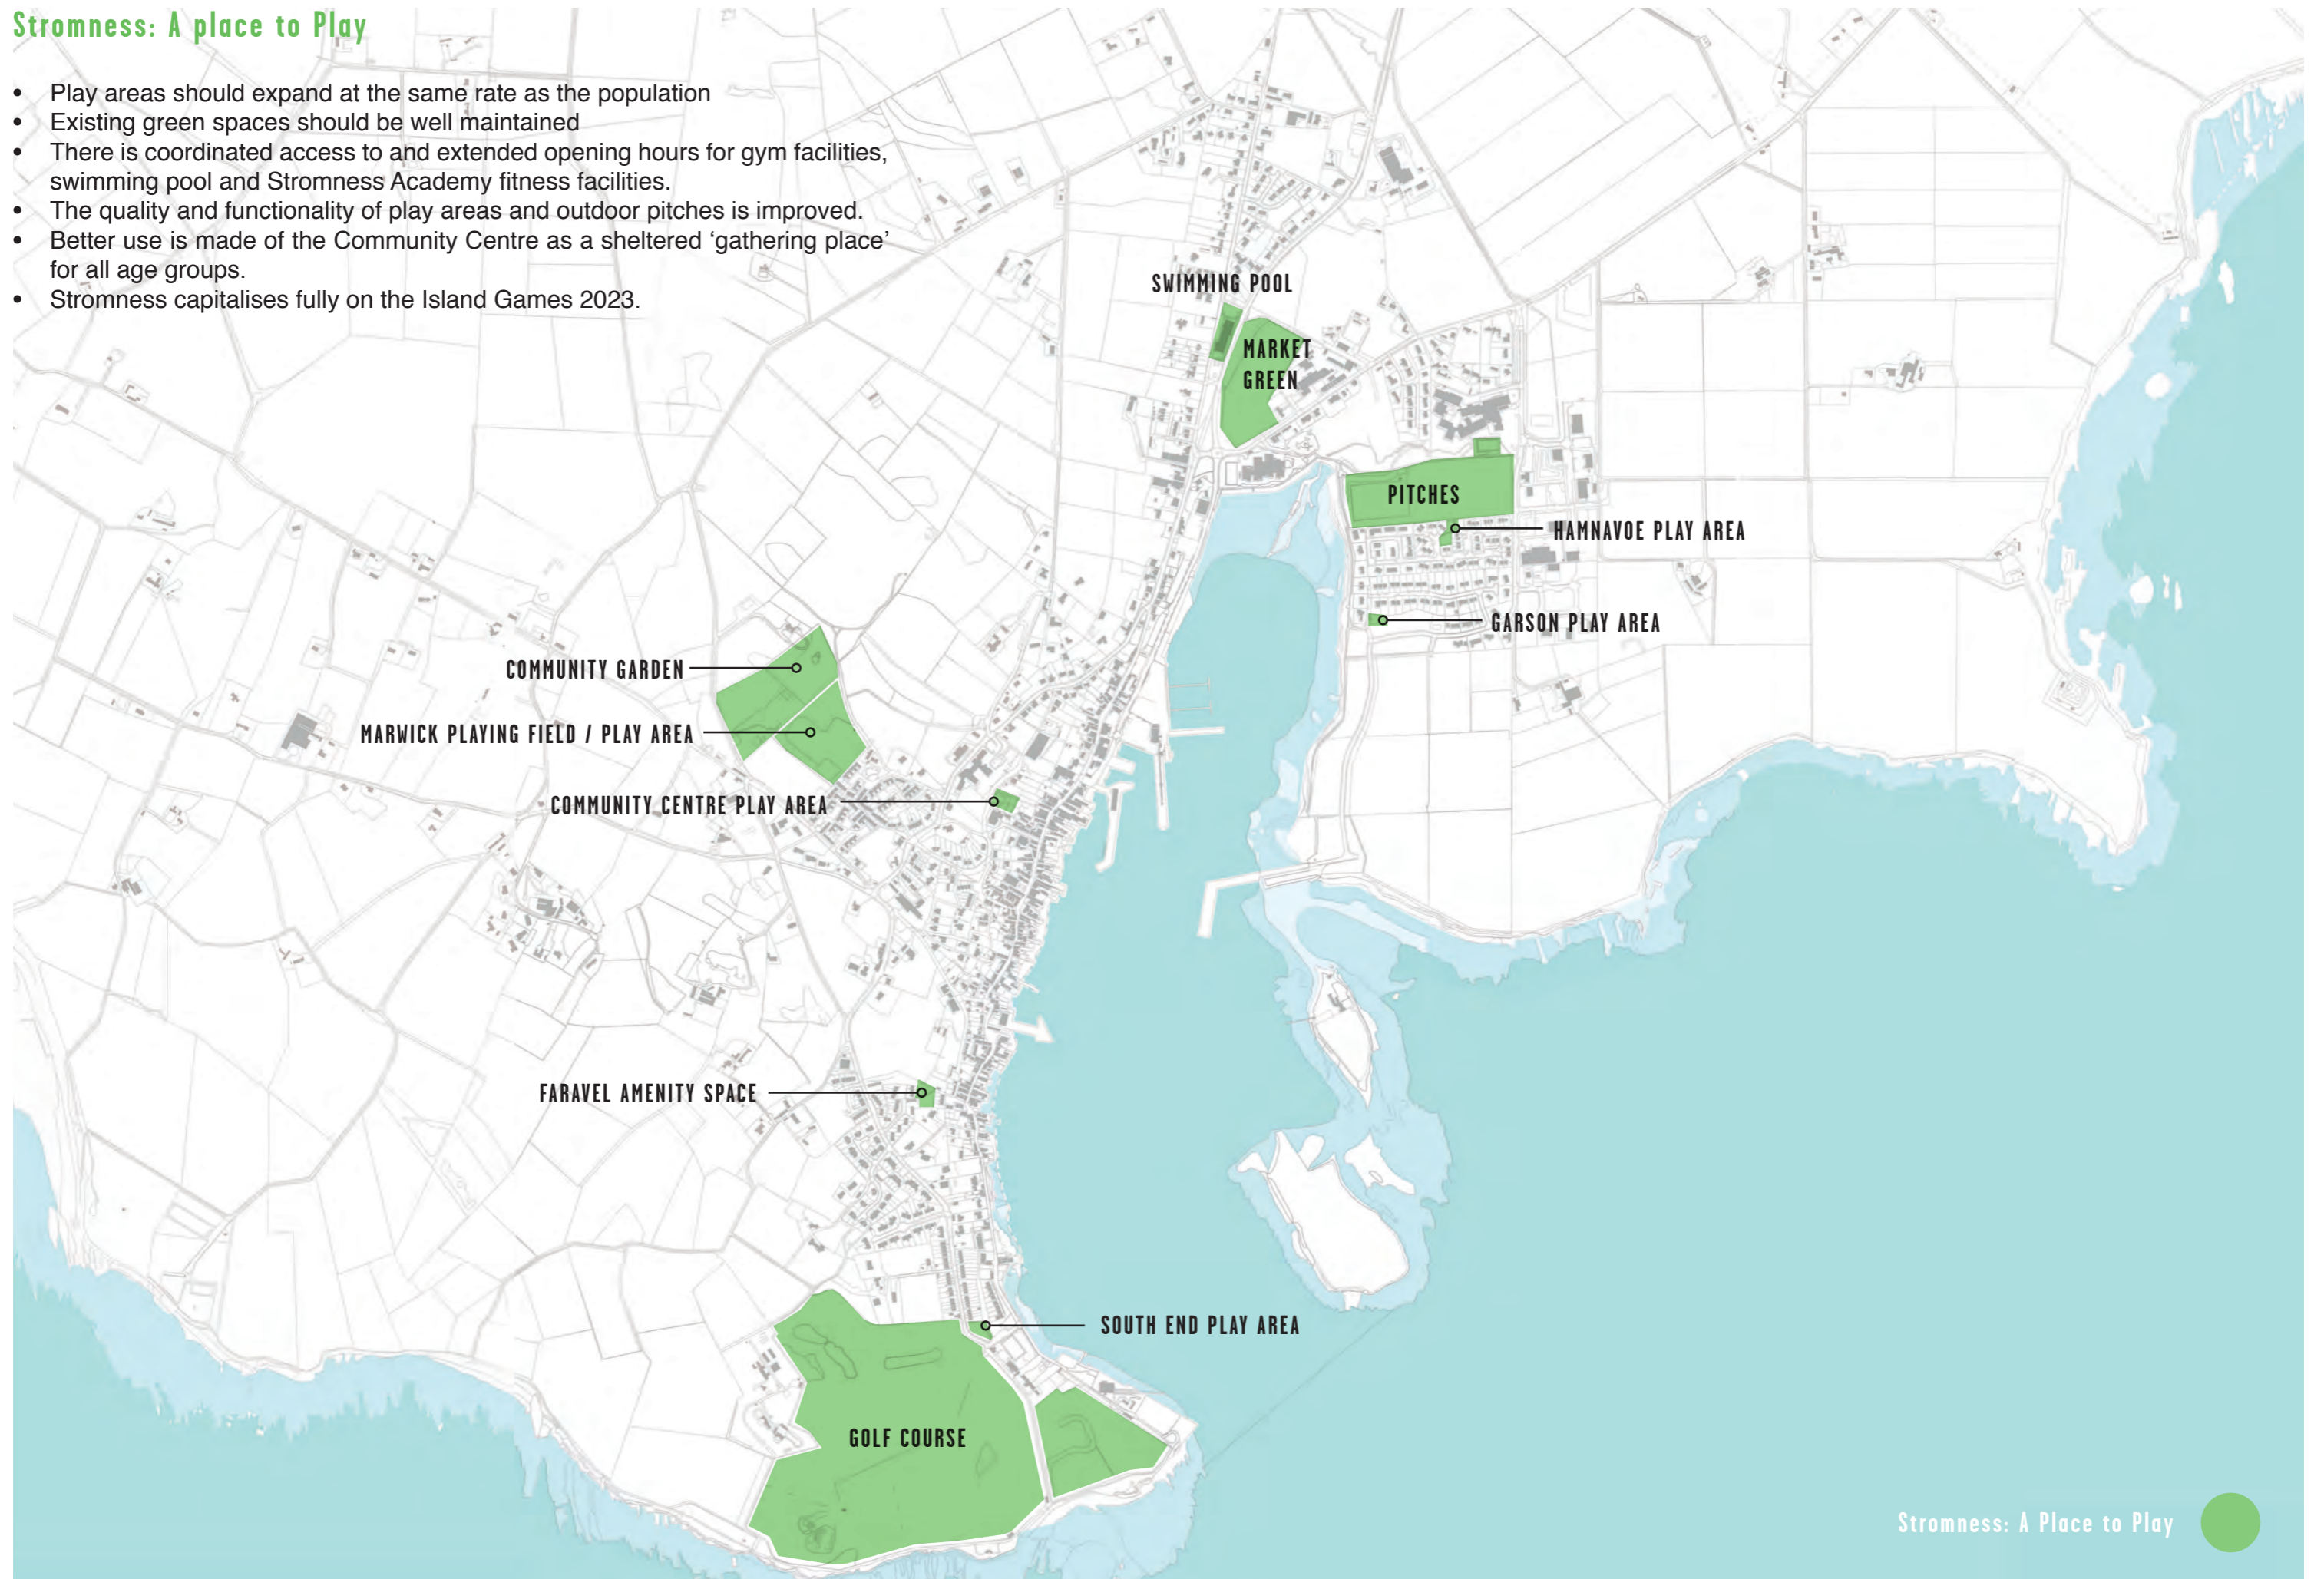 Stromness: A place to Play
• Play areas should expand at the same rate as the population
• Existing green spaces should be well maintained
• There is coordinated access to and extended opening hours for gym facilities,
swimming pool and Stromness Academy fitness facilities.
• The quality and functionality of play areas and outdoor pitches is improved.
• Better use is made of the Community Centre as a sheltered ‘gathering place’
for all age groups.
• Stromness capitalises fully on the Island Games 2023.
SWIMMING POOL
MARKET
GREEN
PITCHES
HAMNAVOE PLAY AREA
GARSON PLAY AREA
COMMUNITY GARDEN
MARWICK PLAYING FIELD / PLAY AREA
COMMUNITY CENTRE PLAY AREA
FARAVEL AMENITY SPACE
SOUTH END PLAY AREA
GOLF COURSE
Stromness: A Place to Play